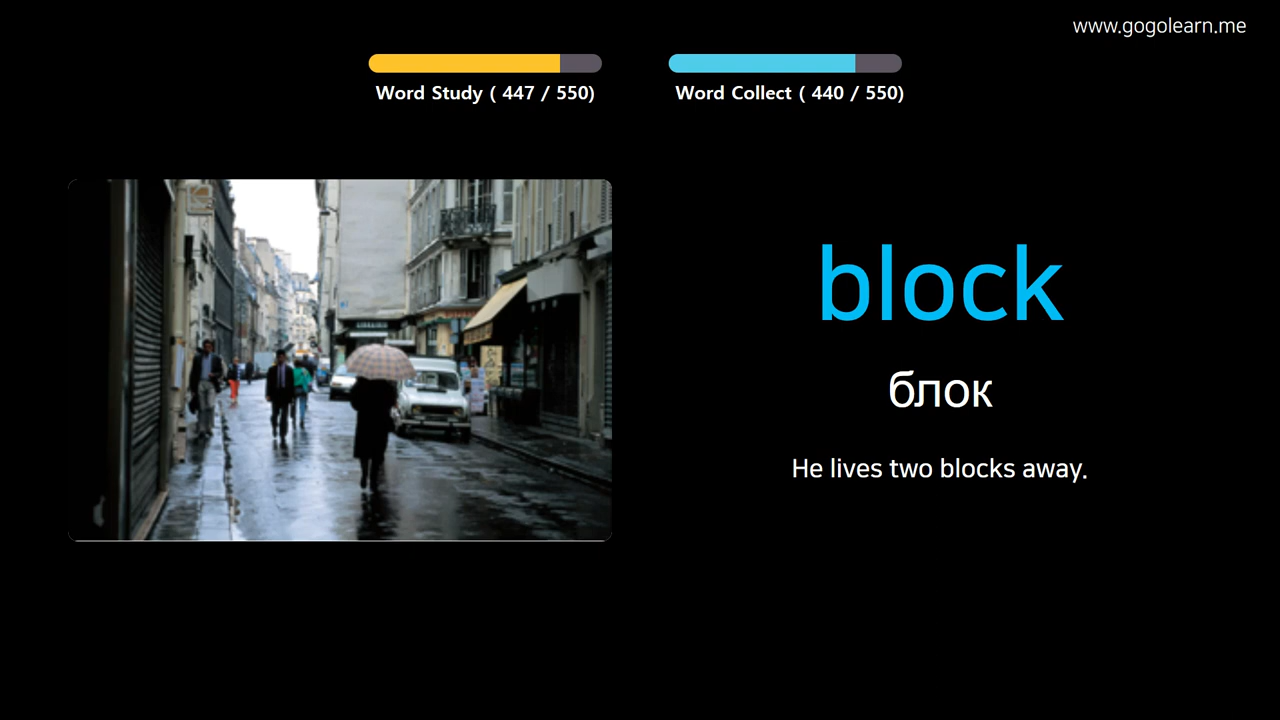 www.gogolearn.me
Word Study ( 447 / 550)
Word Collect ( 440 / 550)
block
блок
He lives two blocks away.